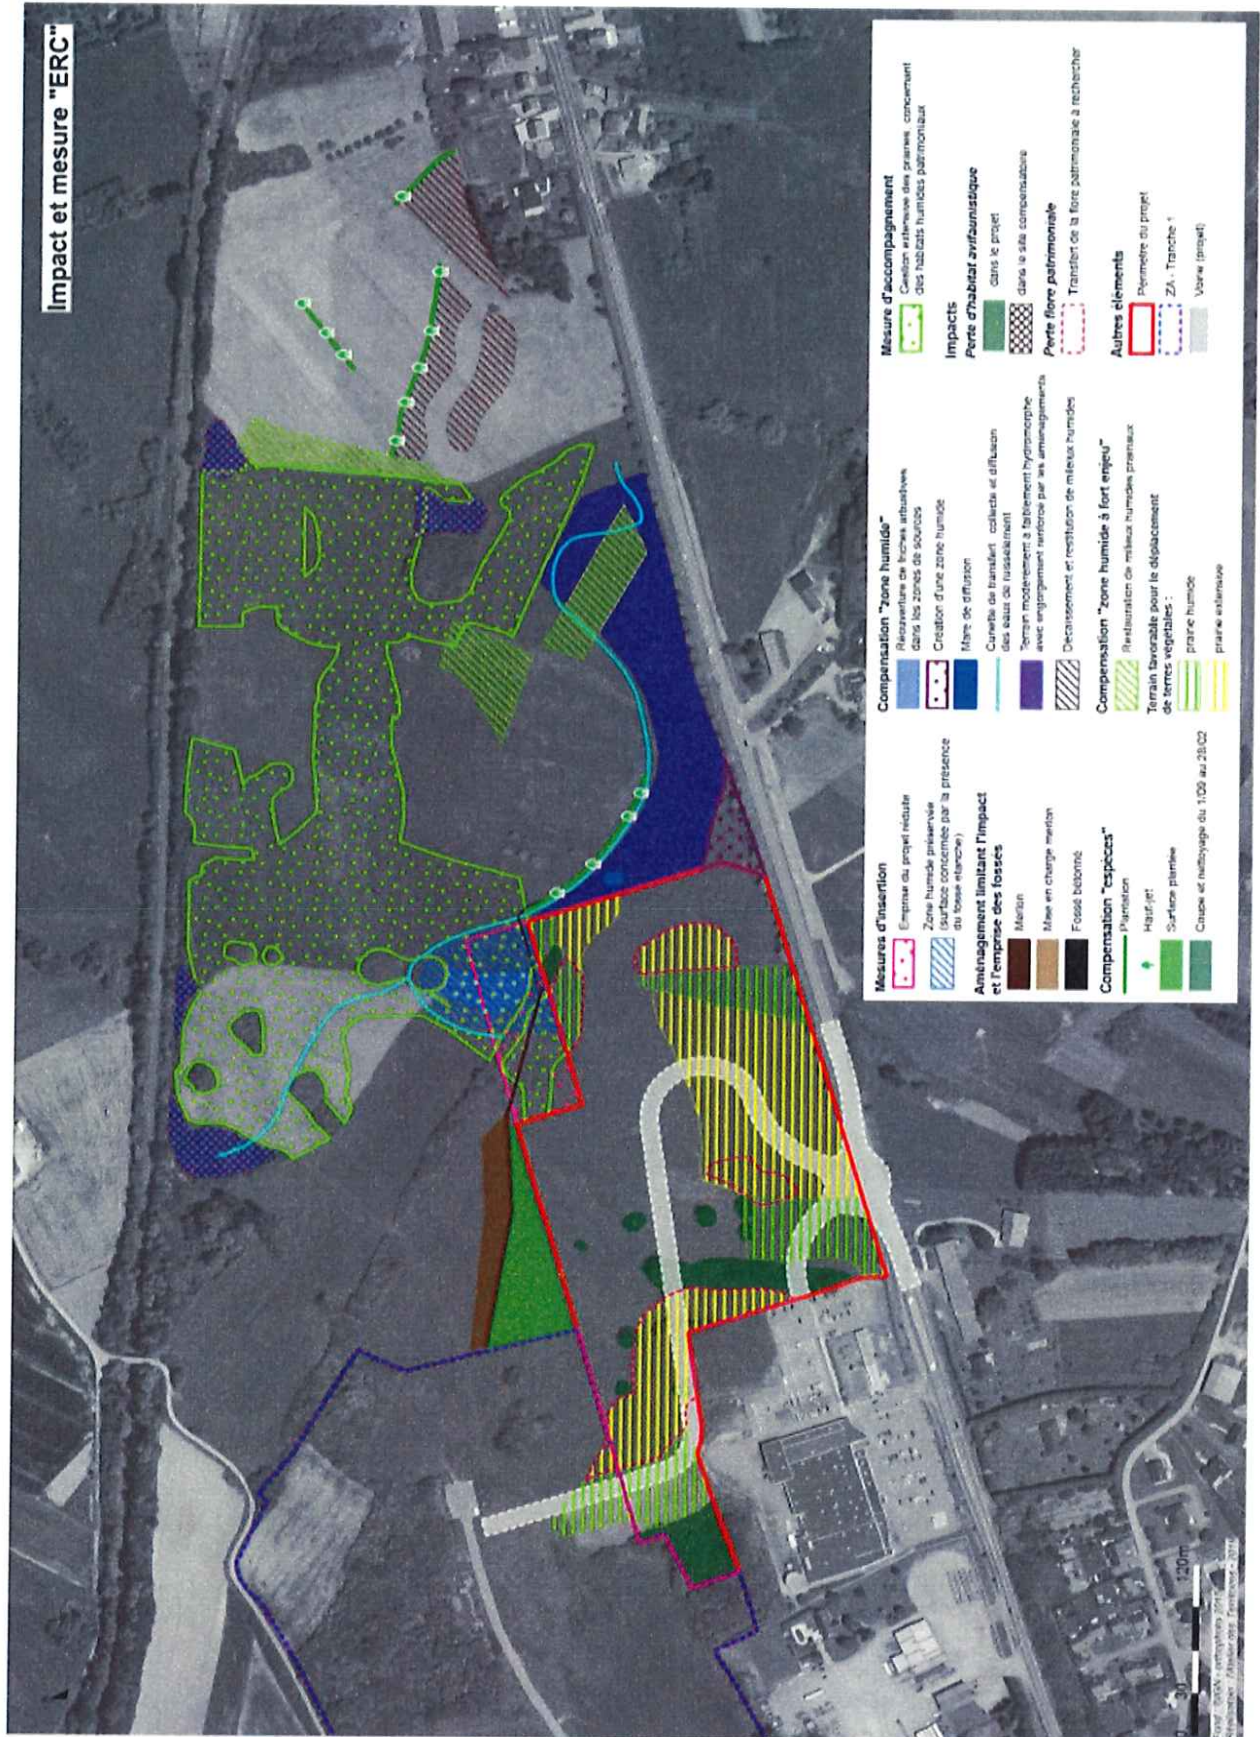 Impact et mesure "ERC"
Mesures d'insertion
Emprise du projet réduite
Zone humide préservée
(surface concernée par la présence
du fossé étanche)
Aménagement limitant l'impact
et l'emprise des fossés
Merlon
Mise en charge merlon
Fossé bétonné
Compensation "espèces"
Plantation
Haut-jet
Surface plantée
Coupe et nettoyage du 1/09 au 28/02
Compensation "zone humide"
Réouverture de friches arbustives
dans les zones de sources
Création d'une zone humide
Mare de diffusion
Cunette de transfert, collecte et diffusion
des eaux de ruissellement
Terrain modérément à faiblement hydromorphe
avec engorgement renforcé par les aménagements
Décaissement et restitution de milieux humides
Compensation "zone humide à fort enjeu"
Restauration de milieux humides prairiaux
Terrain favorable pour le déplacement
de terres végétales :
prairie humide
prairie extensive
Mesure d'accompagnement
Gestion extensive des prairies, concernant
des habitats humides patrimoniaux
Impacts
Perte d'habitat avifaunistique
dans le projet
dans le site compensatoire
Perte flore patrimoniale
Transfert de la flore patrimoniale à rechercher
Autres éléments
Périmètre du projet
ZA - Tranche 1
Voirie (projet)
0 30 120m